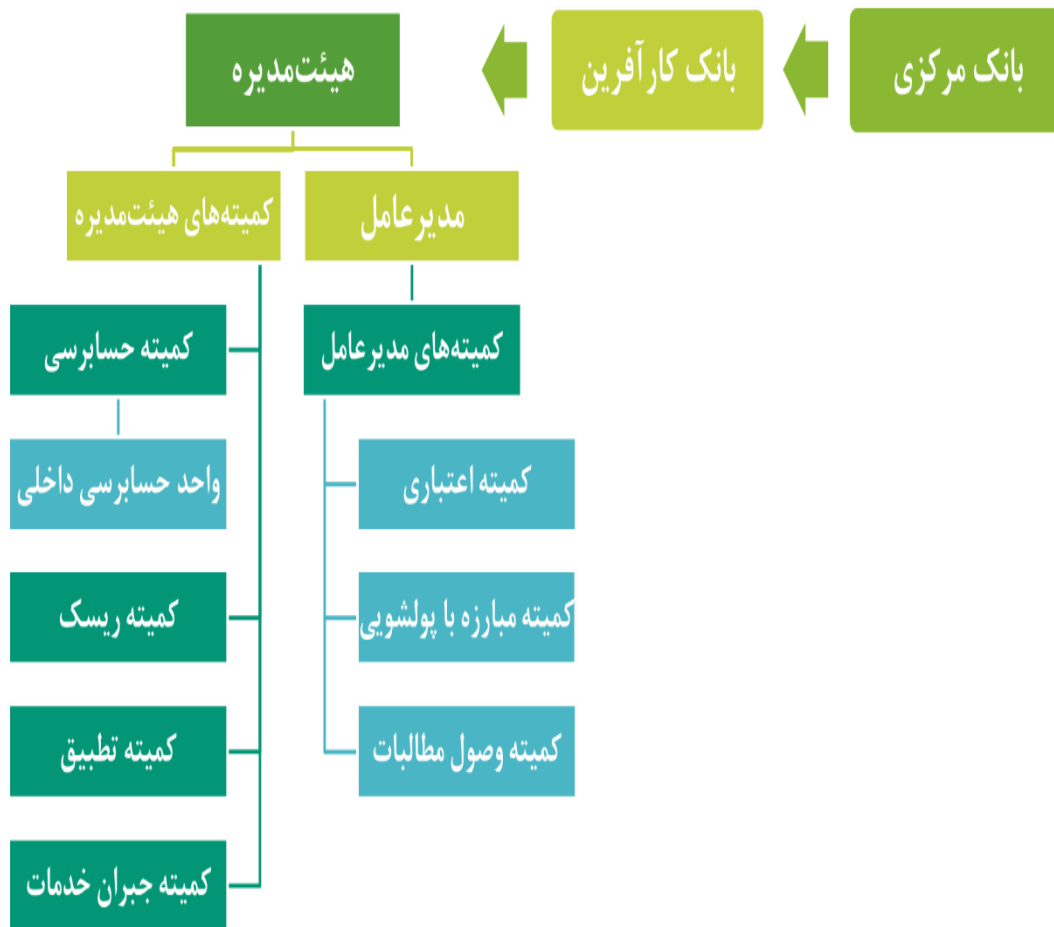 بانک مرکزی
بانک کارآفرین
هیئت‌مدیره
مدیرعامل
کمیته‌های هیئت‌مدیره
کمیته‌های مدیرعامل
کمیته اعتباری
کمیته مبارزه با پولشویی
کمیته وصول مطالبات
کمیته حسابرسی
واحد حسابرسی داخلی
کمیته ریسک
کمیته تطبیق
کمیته جبران خدمات